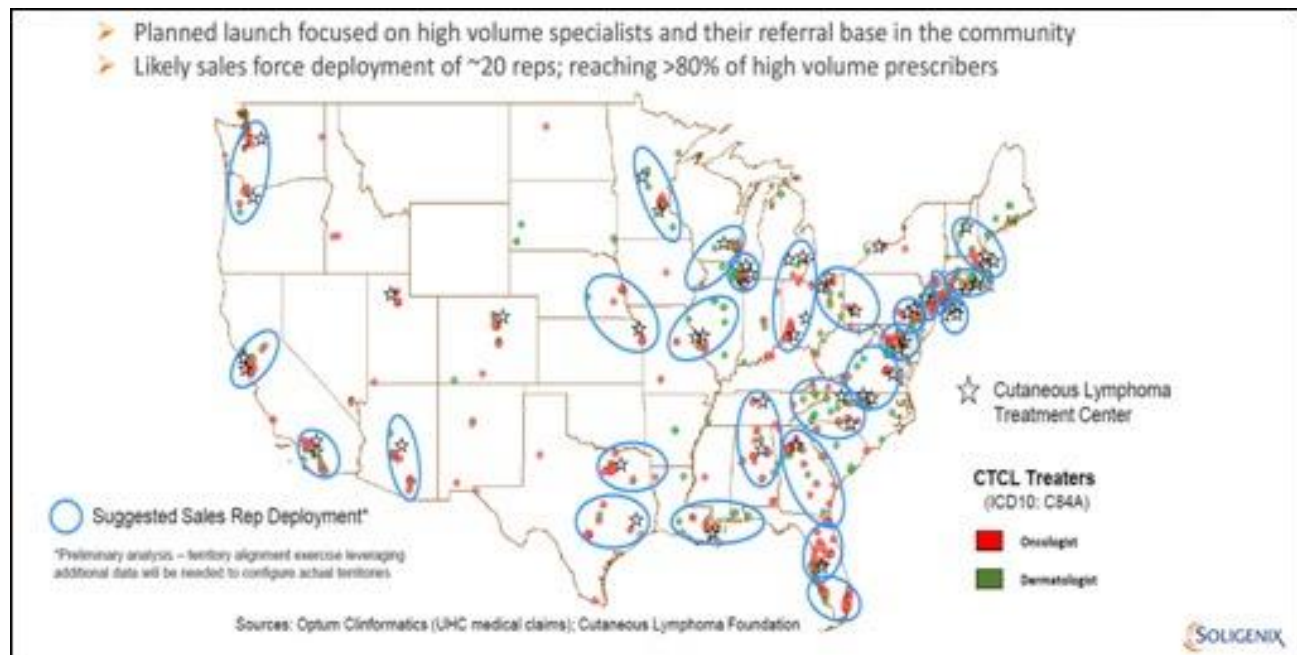 Planned launch focused on high volume specialists and their referral base in the community
Likely sales force deployment of ~20 reps; reaching >80% of high volume prescribers
Cutaneous Lymphoma
Treatment Center
CTCL Treaters
(ICD10: C84A)
Oncologist
Dermatologist
Suggested Sales Rep Deployment*
*Preliminary analysis – territory alignment exercise leveraging
additional data will be needed to configure actual territories
Sources: Optum Clinformatics (UHC medical claims); Cutaneous Lymphoma Foundation
SOLIGENIX